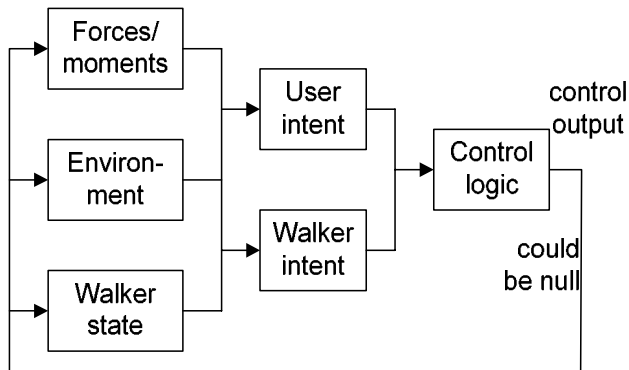 Forces/
moments
Environ-
ment
Walker
state
User
intent
Walker
intent
Control
logic
control
output
could
be null